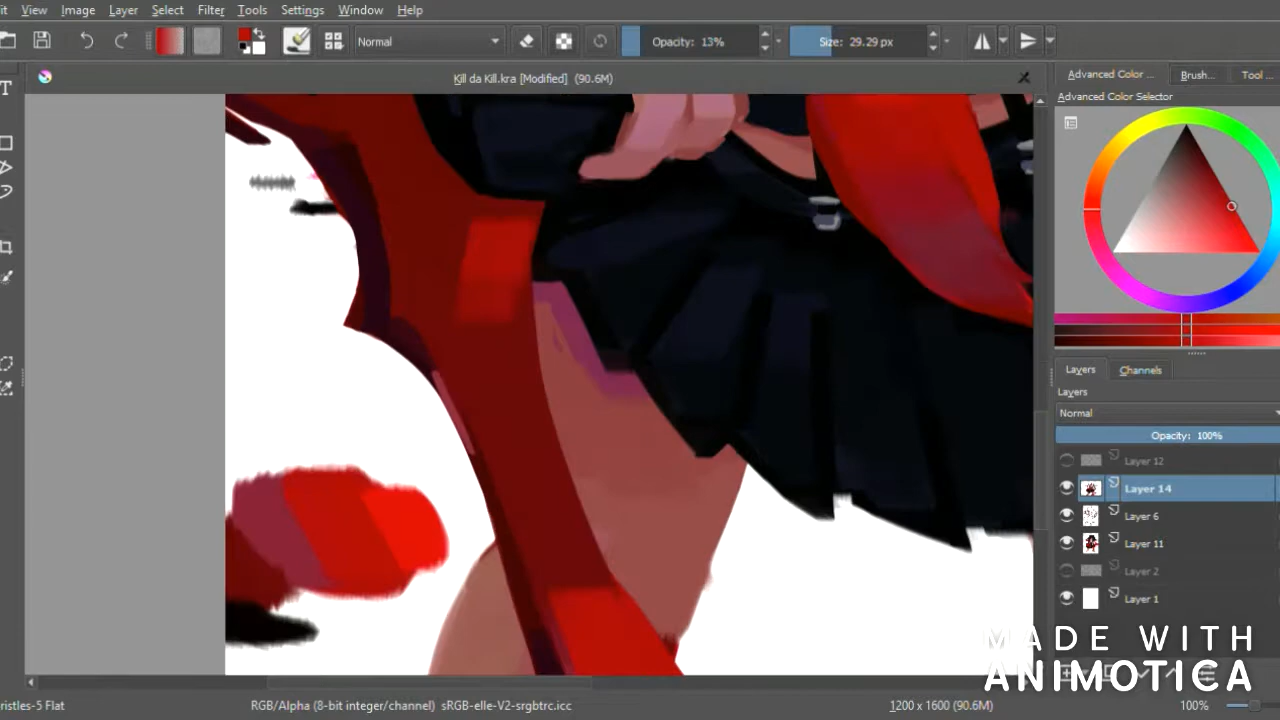 it View Image Layer Select Filter Tools Settings Window Help
Normal Opacity: 13% Size: 29.29 px
Kill da Kill.kra [Modified] (90.6M)
Advanced Color ... Brush... Tool ...
Advanced Color Selector
Layers Channels
Layers
Normal
Opacity: 100%
Layer 12
Layer 14
Layer 6
Layer 11
Layer 2
Layer 1
MADE WITH
ANIMOTICA
ristles-5 Flat RGB/Alpha (8-bit integer/channel) sRGB-elle-V2-srgbtrc.icc 1200 x 1600 (90.6M) 100%